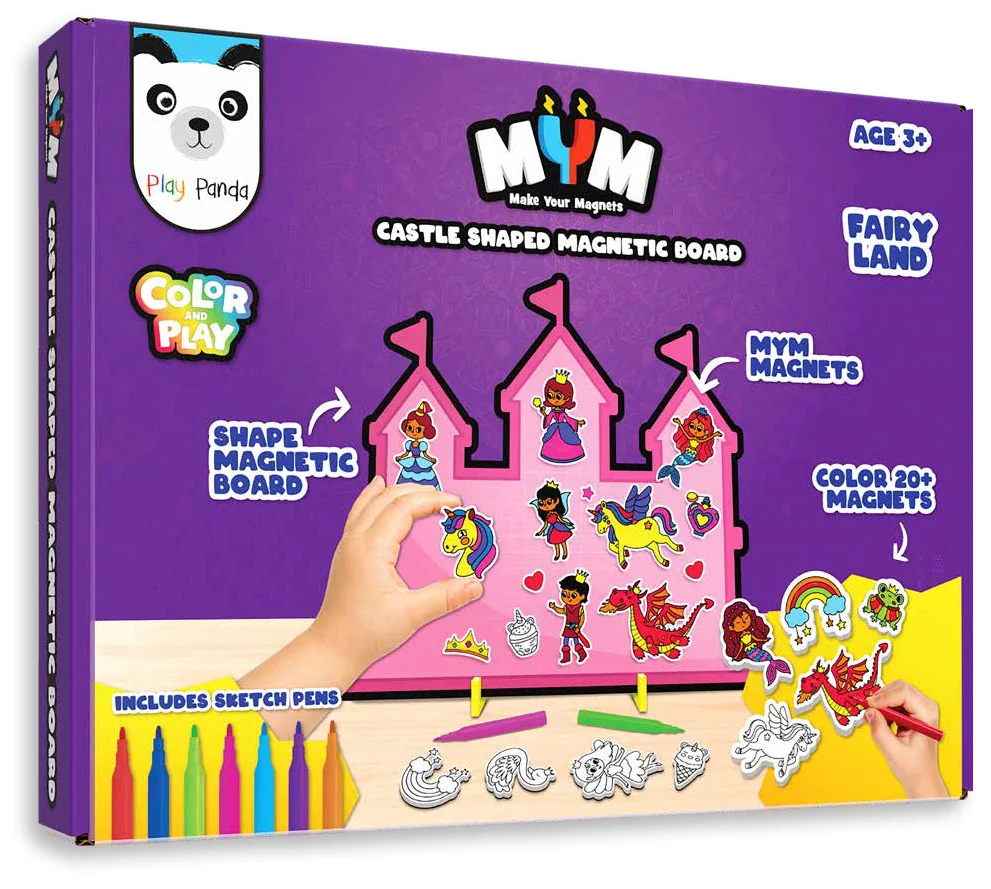 Play Panda
MYM
Make Your Magnets
CASTLE SHAPED MAGNETIC BOARD
AGE 3+
FAIRY
LAND
COLOR
AND
PLAY
MYM
MAGNETS
SHAPE
MAGNETIC
BOARD
COLOR 20+
MAGNETS
INCLUDES SKETCH PENS
MYM
CASTLE SHAPED MAGNETIC BOARD